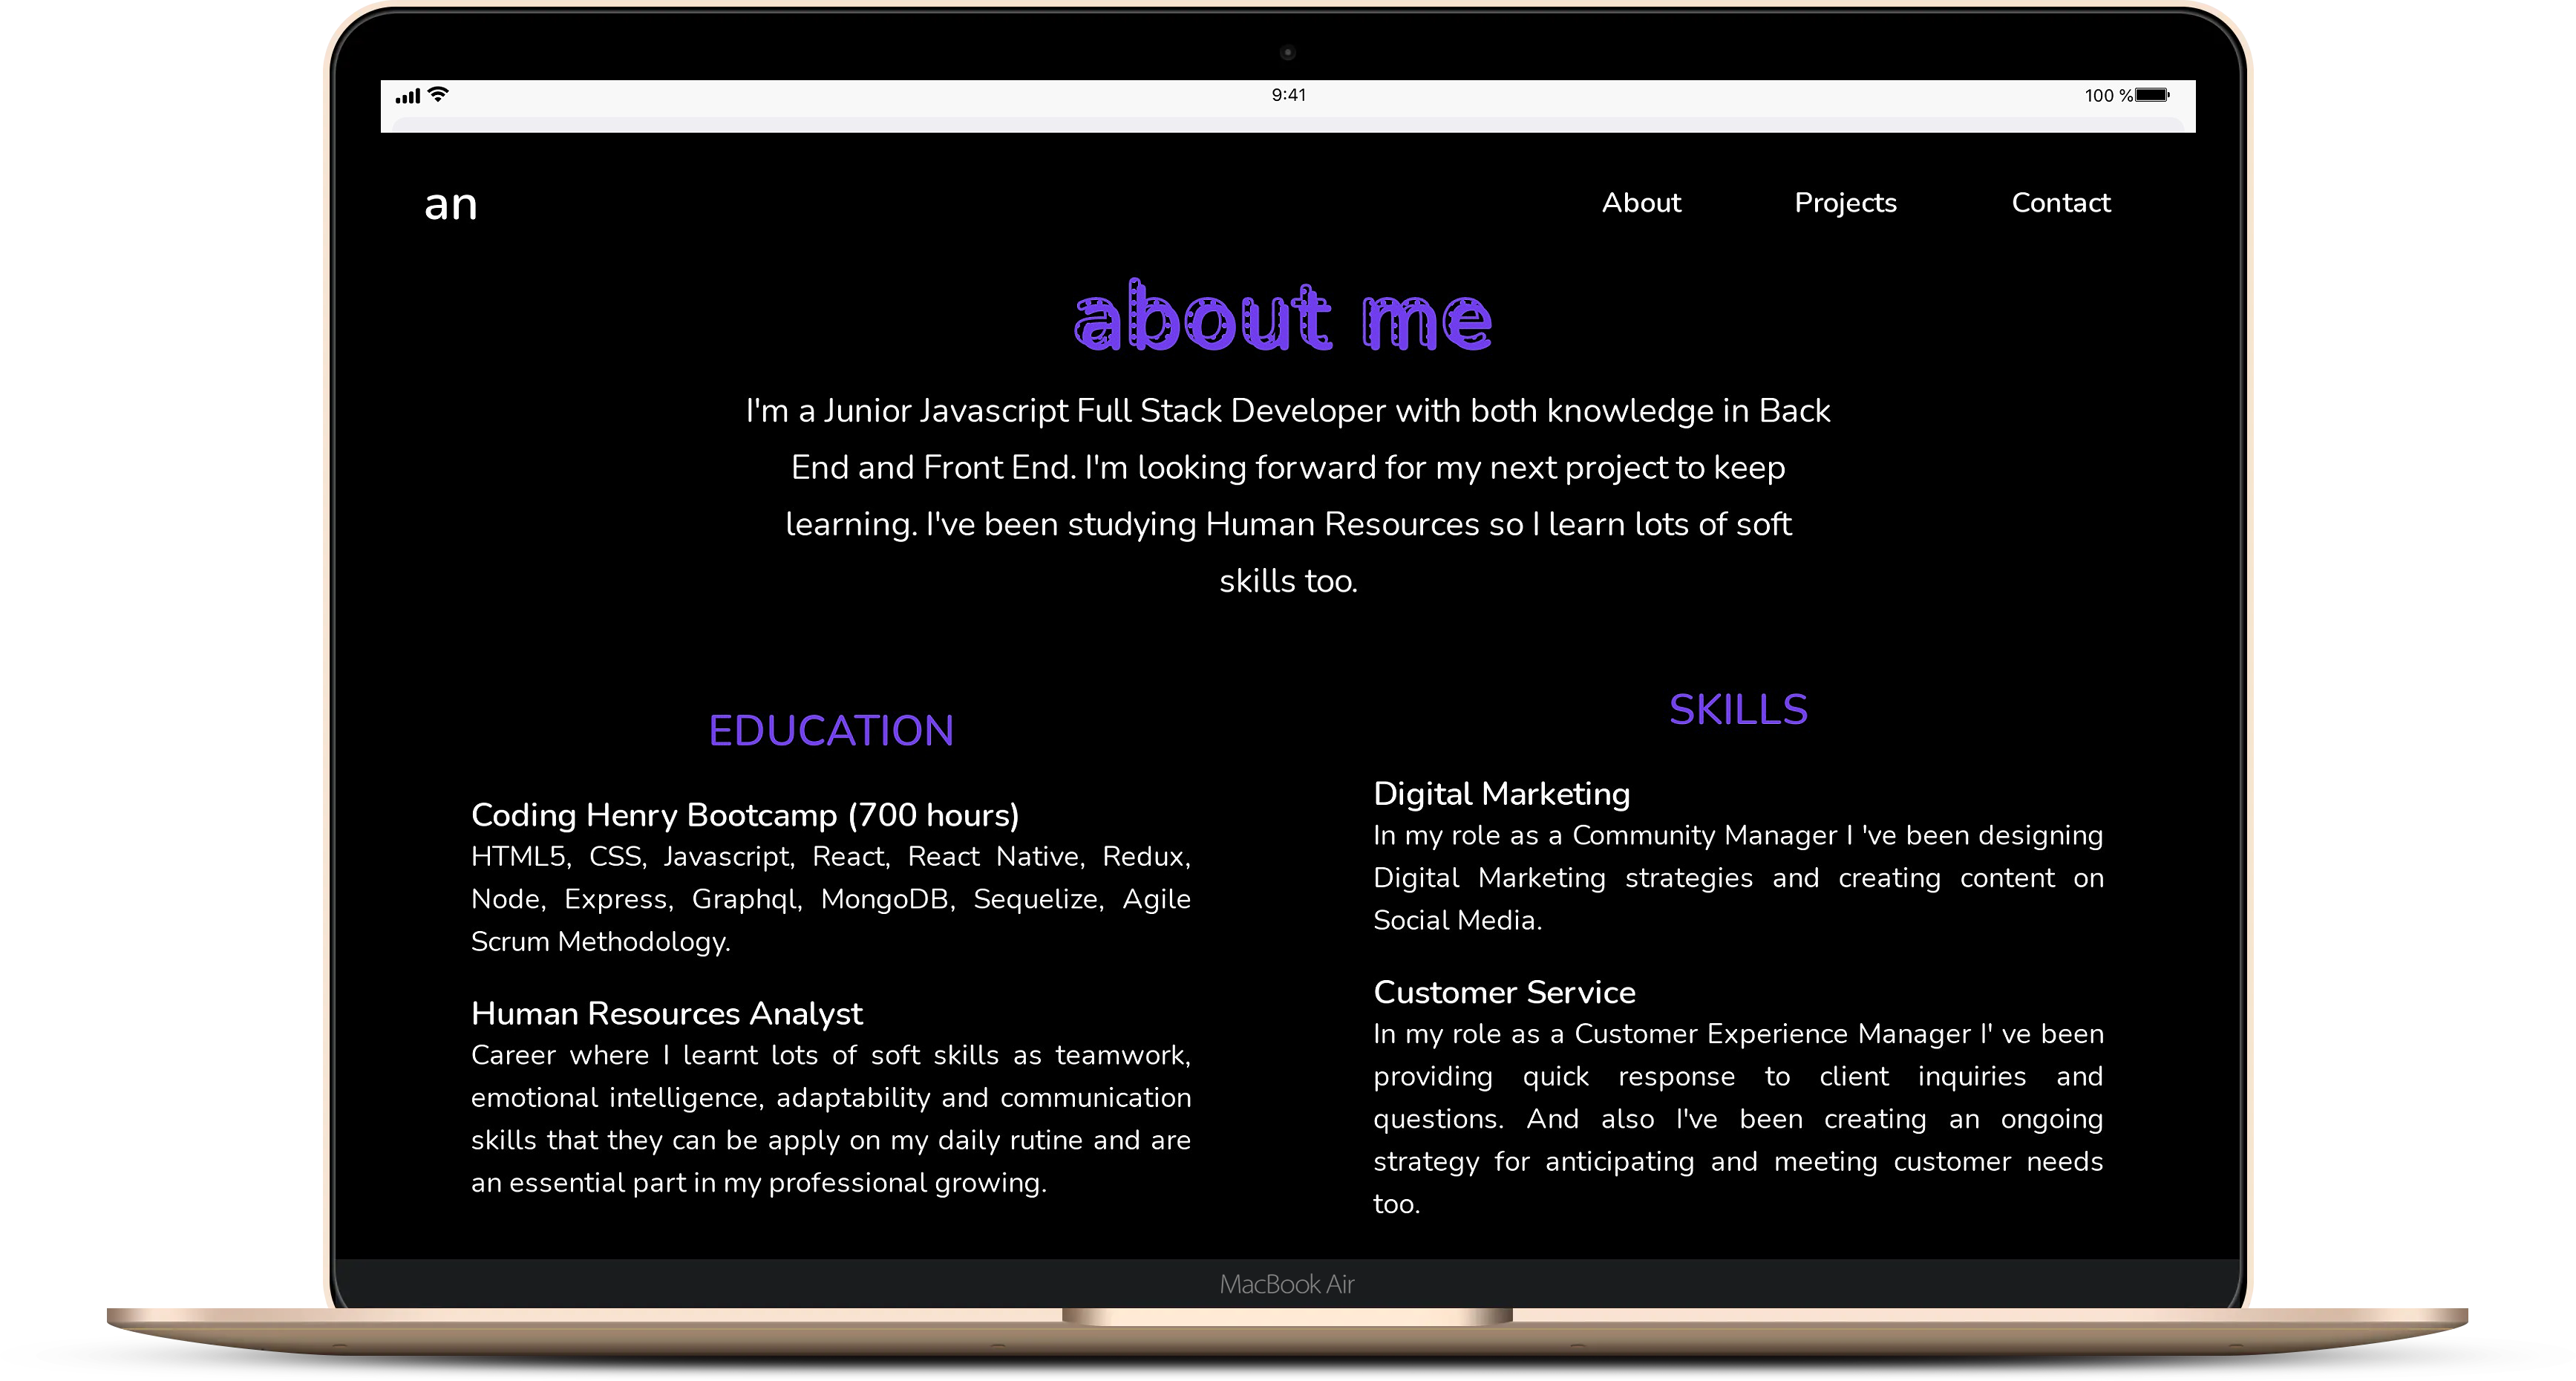 9:41
100 %
an
About Projects Contact
about me
I'm a Junior Javascript Full Stack Developer with both knowledge in Back
End and Front End. I'm looking forward for my next project to keep
learning. I've been studying Human Resources so I learn lots of soft
skills too.
EDUCATION
Coding Henry Bootcamp (700 hours)
HTML5, CSS, Javascript, React, React Native, Redux,
Node, Express, Graphql, MongoDB, Sequelize, Agile
Scrum Methodology.
Human Resources Analyst
Career where I learnt lots of soft skills as teamwork,
emotional intelligence, adaptability and communication
skills that they can be apply on my daily rutine and are
an essential part in my professional growing.
SKILLS
Digital Marketing
In my role as a Community Manager I 've been designing
Digital Marketing strategies and creating content on
Social Media.
Customer Service
In my role as a Customer Experience Manager I' ve been
providing quick response to client inquiries and
questions. And also I've been creating an ongoing
strategy for anticipating and meeting customer needs
too.
MacBook Air